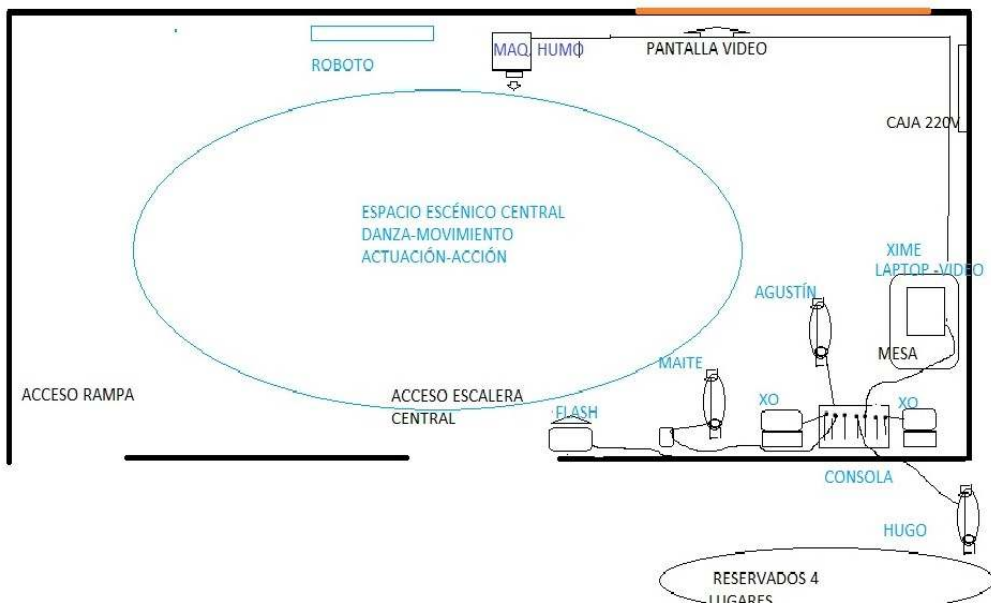 ROBOTO
MAQ. HUMO
PANTALLA VIDEO
CAJA 220V
ESPACIO ESCÉNICO CENTRAL
DANZA-MOVIMIENTO
ACTUACIÓN-ACCIÓN
XIME
LAPTOP -VIDEO
AGUSTÍN
MESA
MAITE
ACCESO RAMPA
ACCESO ESCALERA
CENTRAL
FLASH
XO
XO
CONSOLA
HUGO
RESERVADOS 4
LUGARES